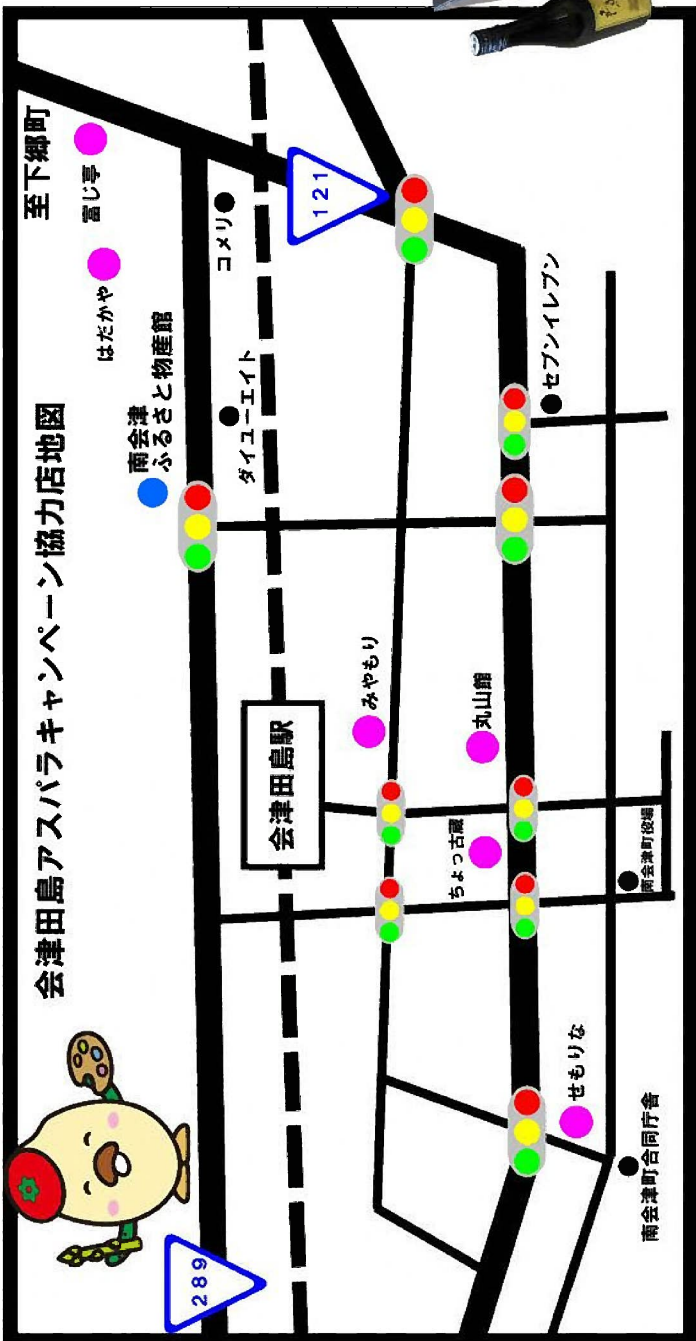 会津田島アスパラキャンペーン協力店地図
至下郷町
富じ亭
はだかや
南会津
ふるさと物産館
コメリ
ダイユーエイト
121
セブンイレブン
会津田島駅
みやもり
丸山館
ちょっ古蔵
南会津町役場
せもりな
南会津町合同庁舎
289